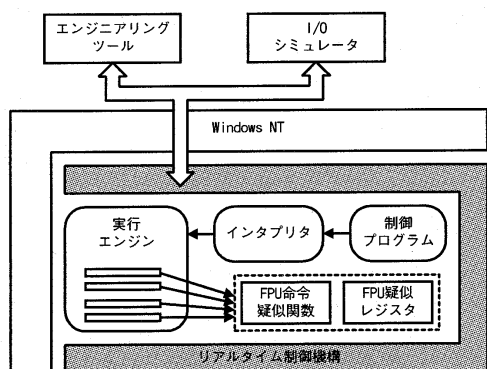 エンジニアリング
ツール
I/O
シミュレータ
Windows NT
実行
エンジン
インタプリタ
制御
プログラム
FPU命令
疑似関数
FPU疑似
レジスタ
リアルタイム制御機構